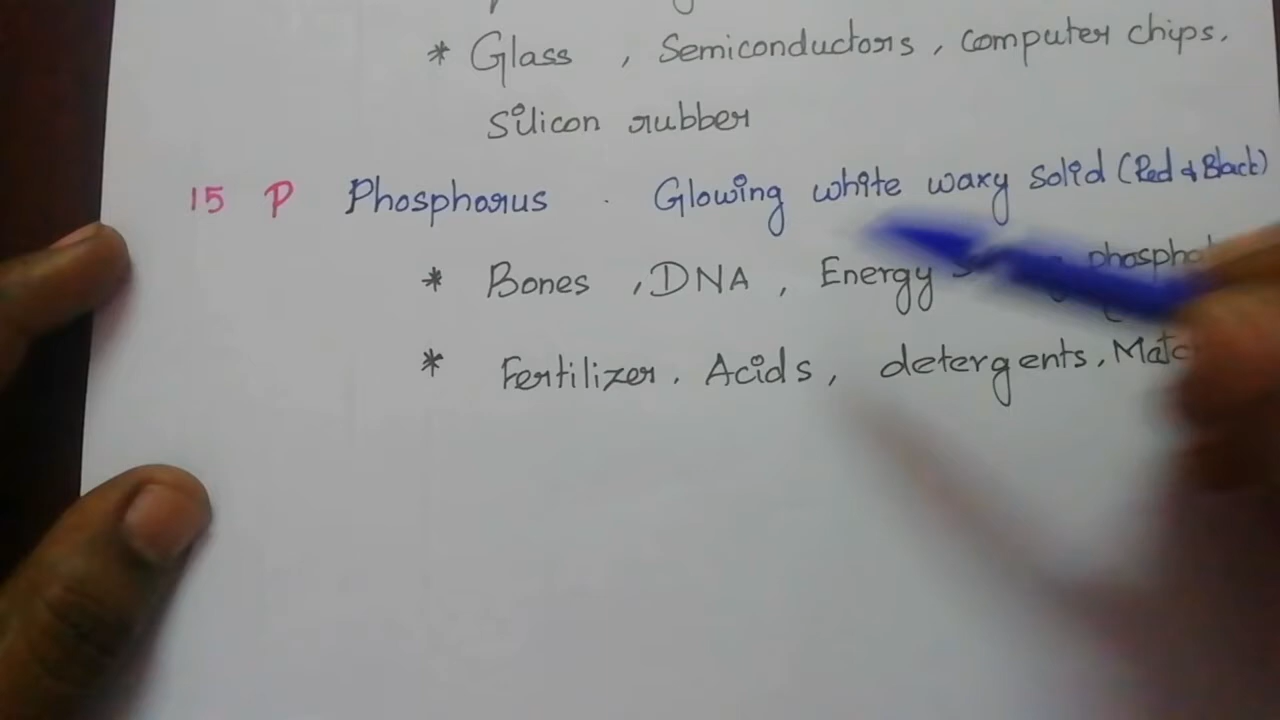 * Glass , Semiconductors , computer chips.
Silicon rubber
15 P Phosphorus . Glowing white waxy solid (Red & Black)
* Bones , DNA , Energy
* Fertilizer . Acids , detergents ,